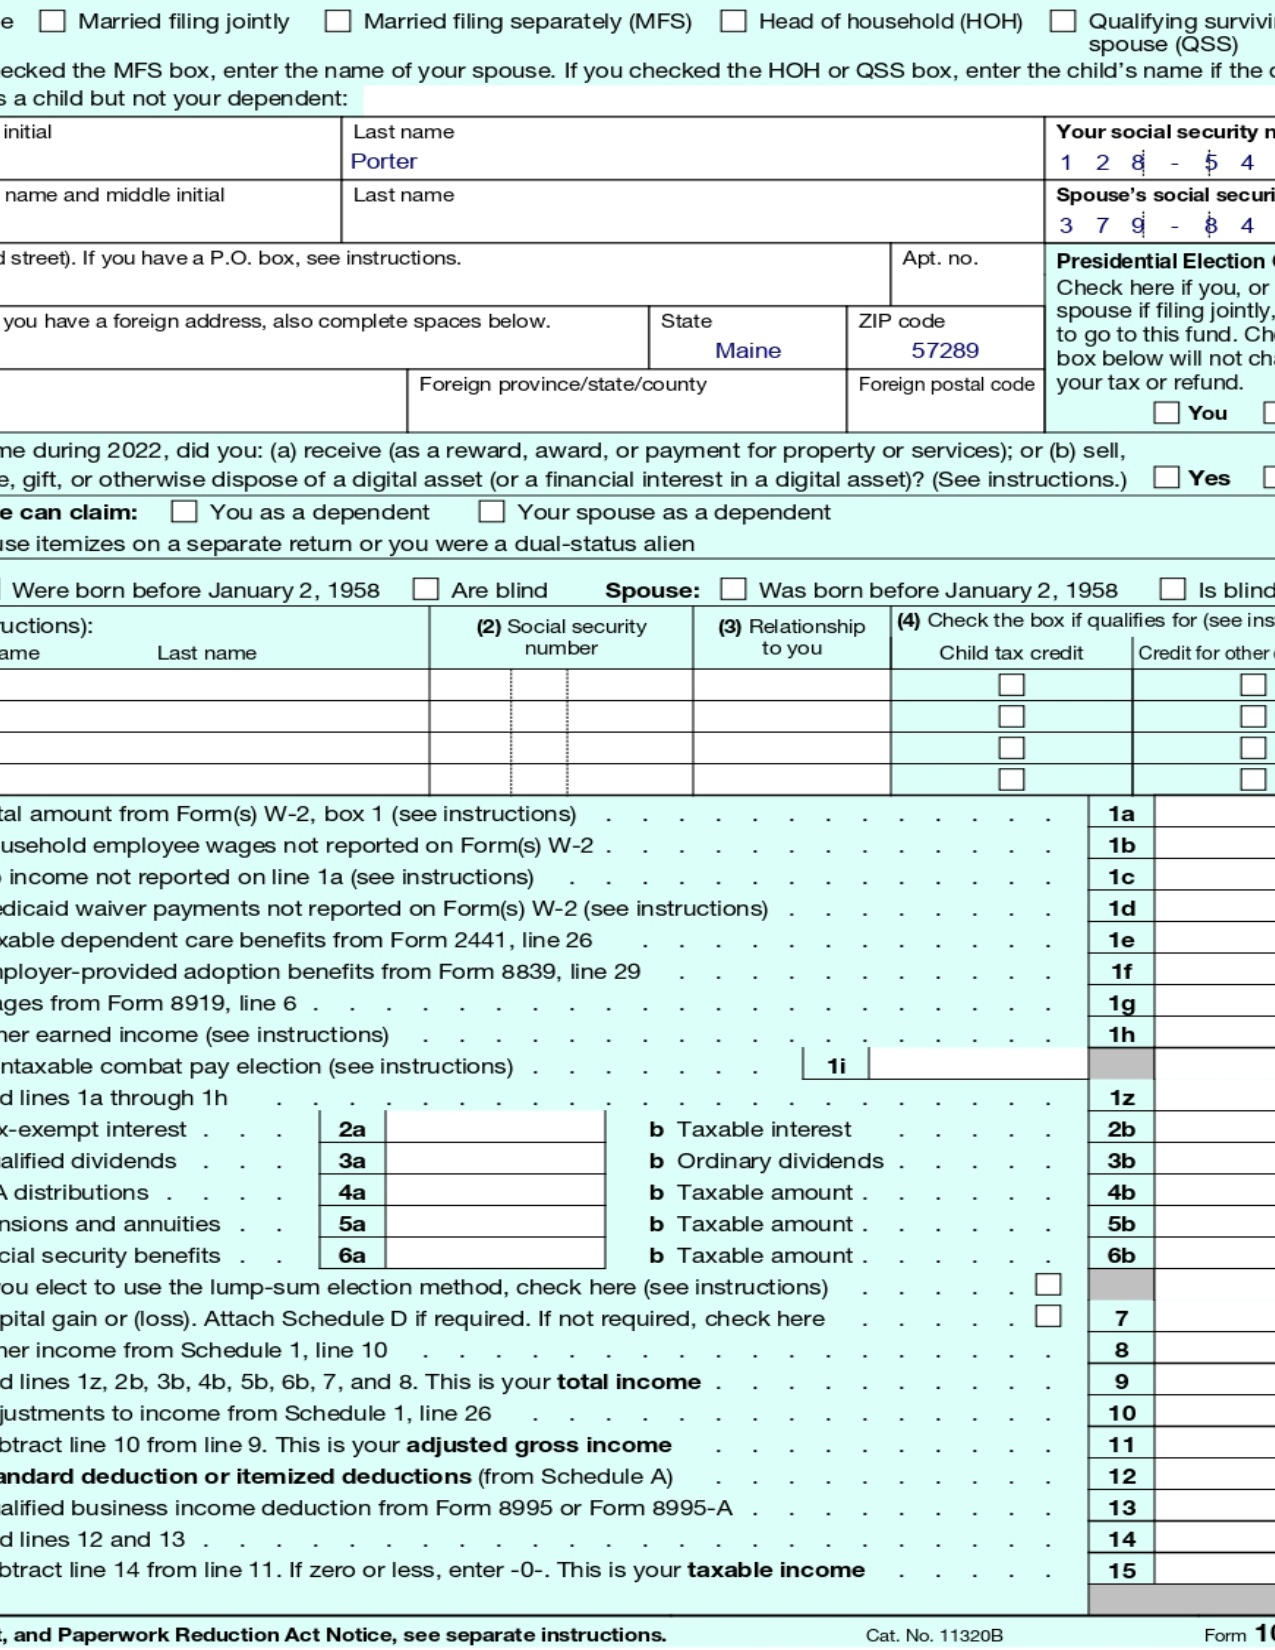 e Married filing jointly Married filing separately (MFS) Head of household (HOH) Qualifying survivi
spouse (QSS)
ecked the MFS box, enter the name of your spouse. If you checked the HOH or QSS box, enter the child's name if the
s a child but not your dependent:
initial Last name Your social security n
Porter 1 2 8 - 5 4
name and middle initial Last name Spouse's social securi
3 7 9 - 8 4
d street). If you have a P.O. box, see instructions. Apt. no. Presidential Election
Check here if you, or
you have a foreign address, also complete spaces below. State ZIP code spouse if filing jointly,
to go to this fund. Ch
Maine 57289 box below will not cha
Foreign province/state/county Foreign postal code your tax or refund.
You
me during 2022, did you: (a) receive (as a reward, award, or payment for property or services); or (b) sell,
e, gift, or otherwise dispose of a digital asset (or a financial interest in a digital asset)? (See instructions.) Yes
e can claim: You as a dependent Your spouse as a dependent
use itemizes on a separate return or you were a dual-status alien
Were born before January 2, 1958 Are blind Spouse: Was born before January 2, 1958 Is blind
ructions): (2) Social security number (3) Relationship to you (4) Check the box if qualifies for (see ins
ame Last name Child tax credit Credit for other
tal amount from Form(s) W-2, box 1 (see instructions) 1a
usehold employee wages not reported on Form(s) W-2 1b
income not reported on line 1a (see instructions) 1c
edicaid waiver payments not reported on Form(s) W-2 (see instructions) 1d
xable dependent care benefits from Form 2441, line 26 1e
mployer-provided adoption benefits from Form 8839, line 29 1f
ages from Form 8919, line 6 1g
her earned income (see instructions) 1h
ntaxable combat pay election (see instructions) 1i
d lines 1a through 1h 1z
x-exempt interest 2a b Taxable interest 2b
alified dividends 3a b Ordinary dividends 3b
A distributions 4a b Taxable amount 4b
nsions and annuities 5a b Taxable amount 5b
cial security benefits 6a b Taxable amount 6b
you elect to use the lump-sum election method, check here (see instructions)
pital gain or (loss). Attach Schedule D if required. If not required, check here 7
her income from Schedule 1, line 10 8
d lines 1z, 2b, 3b, 4b, 5b, 6b, 7, and 8. This is your total income 9
justments to income from Schedule 1, line 26 10
btract line 10 from line 9. This is your adjusted gross income 11
andard deduction or itemized deductions (from Schedule A) 12
alified business income deduction from Form 8995 or Form 8995-A 13
d lines 12 and 13 14
btract line 14 from line 11. If zero or less, enter -0-. This is your taxable income 15
t, and Paperwork Reduction Act Notice, see separate instructions. Cat. No. 11320B Form 10